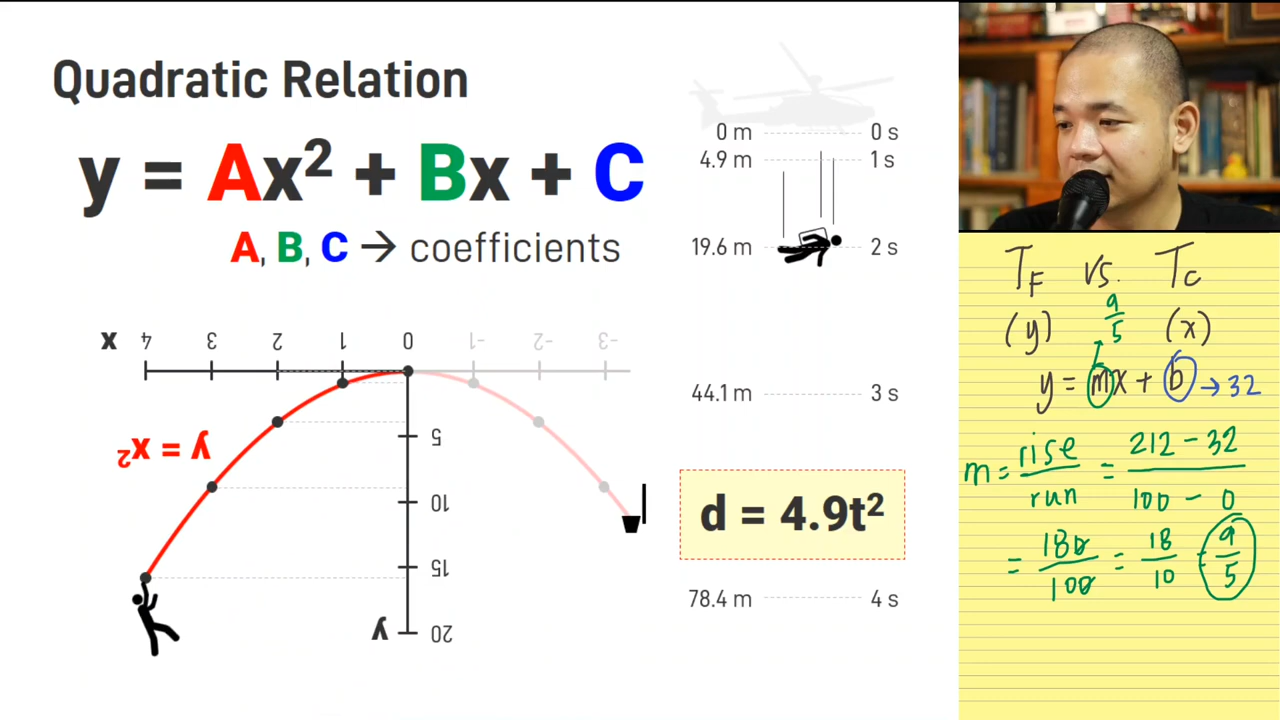 Quadratic Relation
y = Ax² + Bx + C
A, B, C → coefficients
x 4 3 2 1 0 -1 -2 -3
y = x²
5
10
15
y 20
0 m 0 s
4.9 m 1 s
19.6 m 2 s
44.1 m 3 s
d = 4.9t²
78.4 m 4 s
T_F vs. T_C
(y) 9/5 (x)
y = mx + b → 32
m = rise/run = (212 - 32)/(100 - 0)
= 180/100 = 18/10 = 9/5